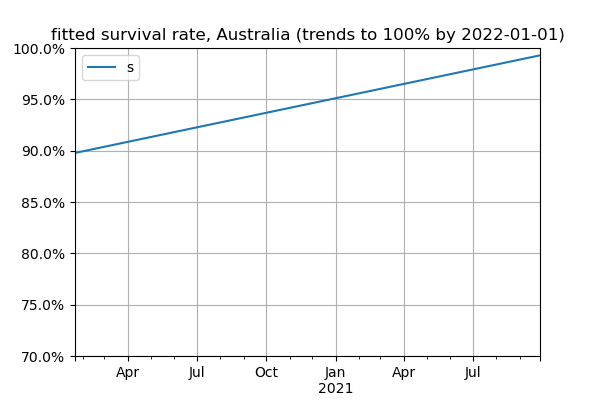 fitted survival rate, Australia (trends to 100% by 2022-01-01)
100.0%
s
95.0%
90.0%
85.0%
80.0%
75.0%
70.0%
Apr Jul Oct Jan Apr Jul
2021